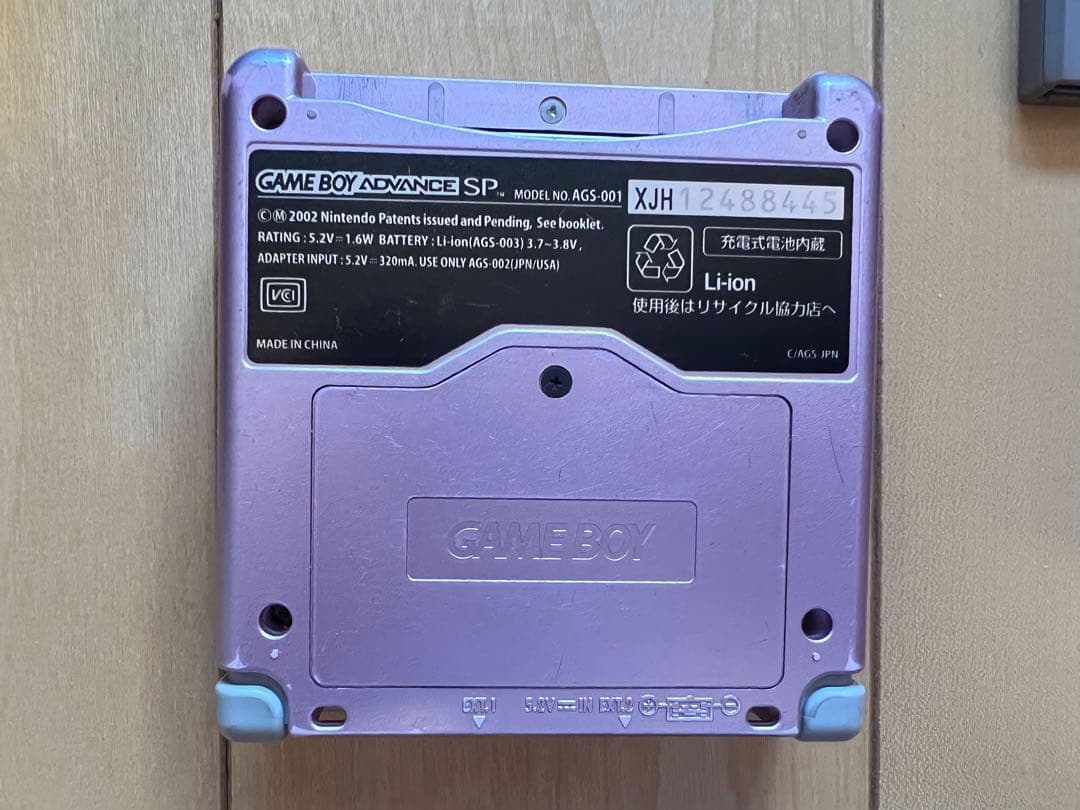 GAME BOY ADVANCE SP™ MODEL NO. AGS-001 XJH12488445
ⒸⓂ 2002 Nintendo Patents issued and Pending, See booklet.
RATING : 5.2V⎓1.6W BATTERY : Li-ion(AGS-003) 3.7~3.8V,
ADAPTER INPUT : 5.2V⎓320mA. USE ONLY AGS-002(JPN/USA)
VCI
MADE IN CHINA
充電式電池内蔵
Li-ion
使用後はリサイクル協力店へ
C/AGS-JPN
GAME BOY
EXT.1 5.2V⎓IN EXT.2